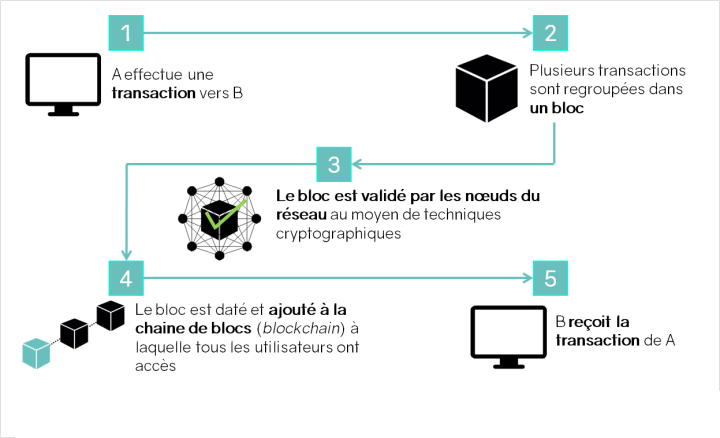 1
A effectue une
transaction vers B
2
Plusieurs transactions
sont regroupées dans
un bloc
3
Le bloc est validé par les nœuds du
réseau au moyen de techniques
cryptographiques
4
Le bloc est daté et ajouté à la
chaine de blocs (blockchain) à
laquelle tous les utilisateurs ont
accès
5
B reçoit la
transaction de A